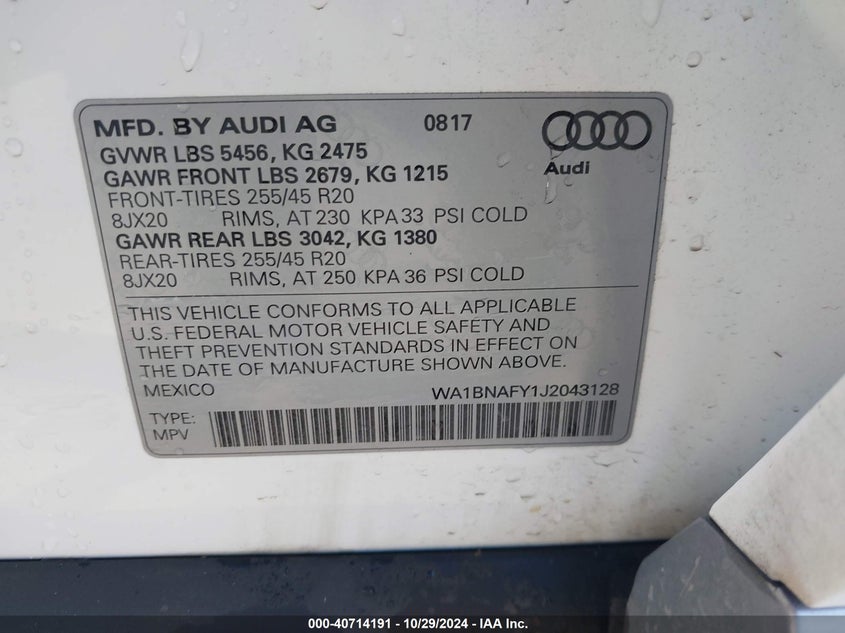 MFD. BY AUDI AG 0817
GVWR LBS 5456, KG 2475
GAWR FRONT LBS 2679, KG 1215
Audi
FRONT-TIRES 255/45 R20
8JX20 RIMS, AT 230 KPA 33 PSI COLD
GAWR REAR LBS 3042, KG 1380
REAR-TIRES 255/45 R20
8JX20 RIMS, AT 250 KPA 36 PSI COLD
THIS VEHICLE CONFORMS TO ALL APPLICABLE
U.S. FEDERAL MOTOR VEHICLE SAFETY AND
THEFT PREVENTION STANDARDS IN EFFECT ON
THE DATE OF MANUFACTURE SHOWN ABOVE.
MEXICO WA1BNAFY1J2043128
TYPE:
MPV
000-40714191 - 10/29/2024 - IAA Inc.